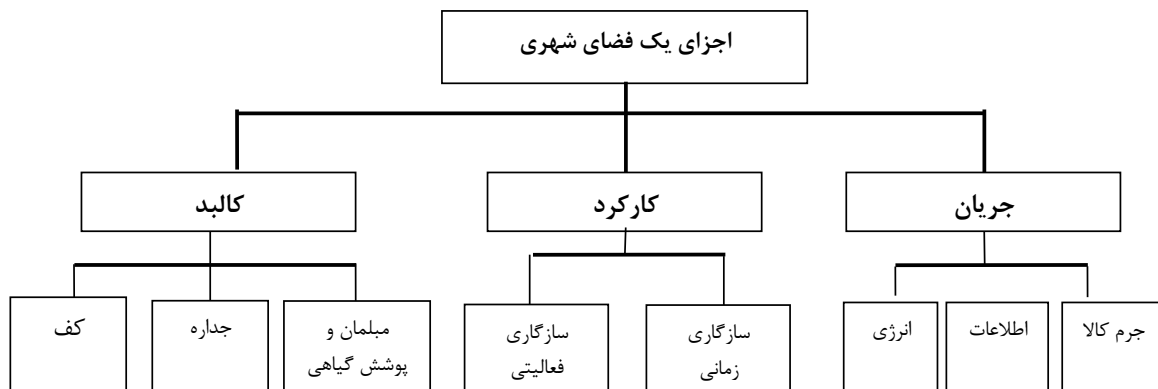 اجزای یک فضای شهری
جریان
کارکرد
کالبد
جرم کالا
اطلاعات
انرژی
سازگاری
زمانی
سازگاری
فعالیتی
مبلمان و
پوشش گیاهی
جداره
کف